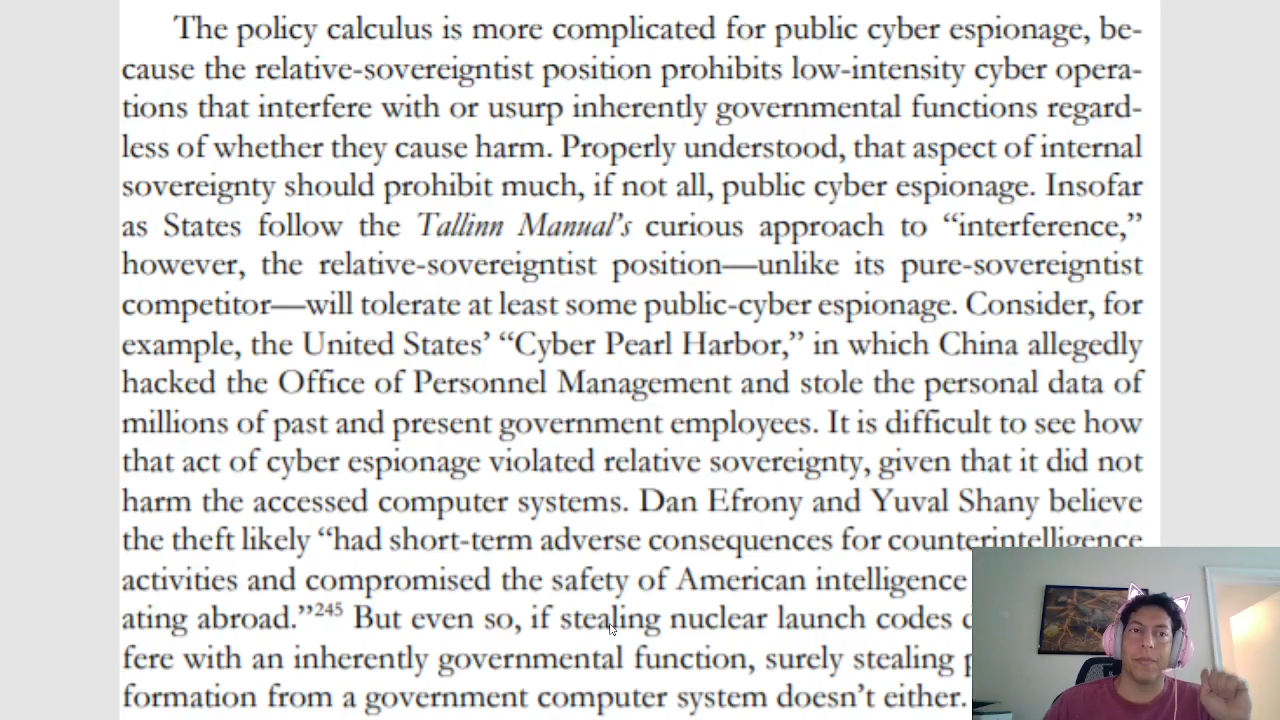 The policy calculus is more complicated for public cyber espionage, be-
cause the relative-sovereigntist position prohibits low-intensity cyber opera-
tions that interfere with or usurp inherently governmental functions regard-
less of whether they cause harm. Properly understood, that aspect of internal
sovereignty should prohibit much, if not all, public cyber espionage. Insofar
as States follow the Tallinn Manual’s curious approach to “interference,”
however, the relative-sovereigntist position—unlike its pure-sovereigntist
competitor—will tolerate at least some public-cyber espionage. Consider, for
example, the United States’ “Cyber Pearl Harbor,” in which China allegedly
hacked the Office of Personnel Management and stole the personal data of
millions of past and present government employees. It is difficult to see how
that act of cyber espionage violated relative sovereignty, given that it did not
harm the accessed computer systems. Dan Efrony and Yuval Shany believe
the theft likely “had short-term adverse consequences for counterintelligence
activities and compromised the safety of American intelligence
ating abroad.”245 But even so, if stealing nuclear launch codes
fere with an inherently governmental function, surely stealing
formation from a government computer system doesn’t either.